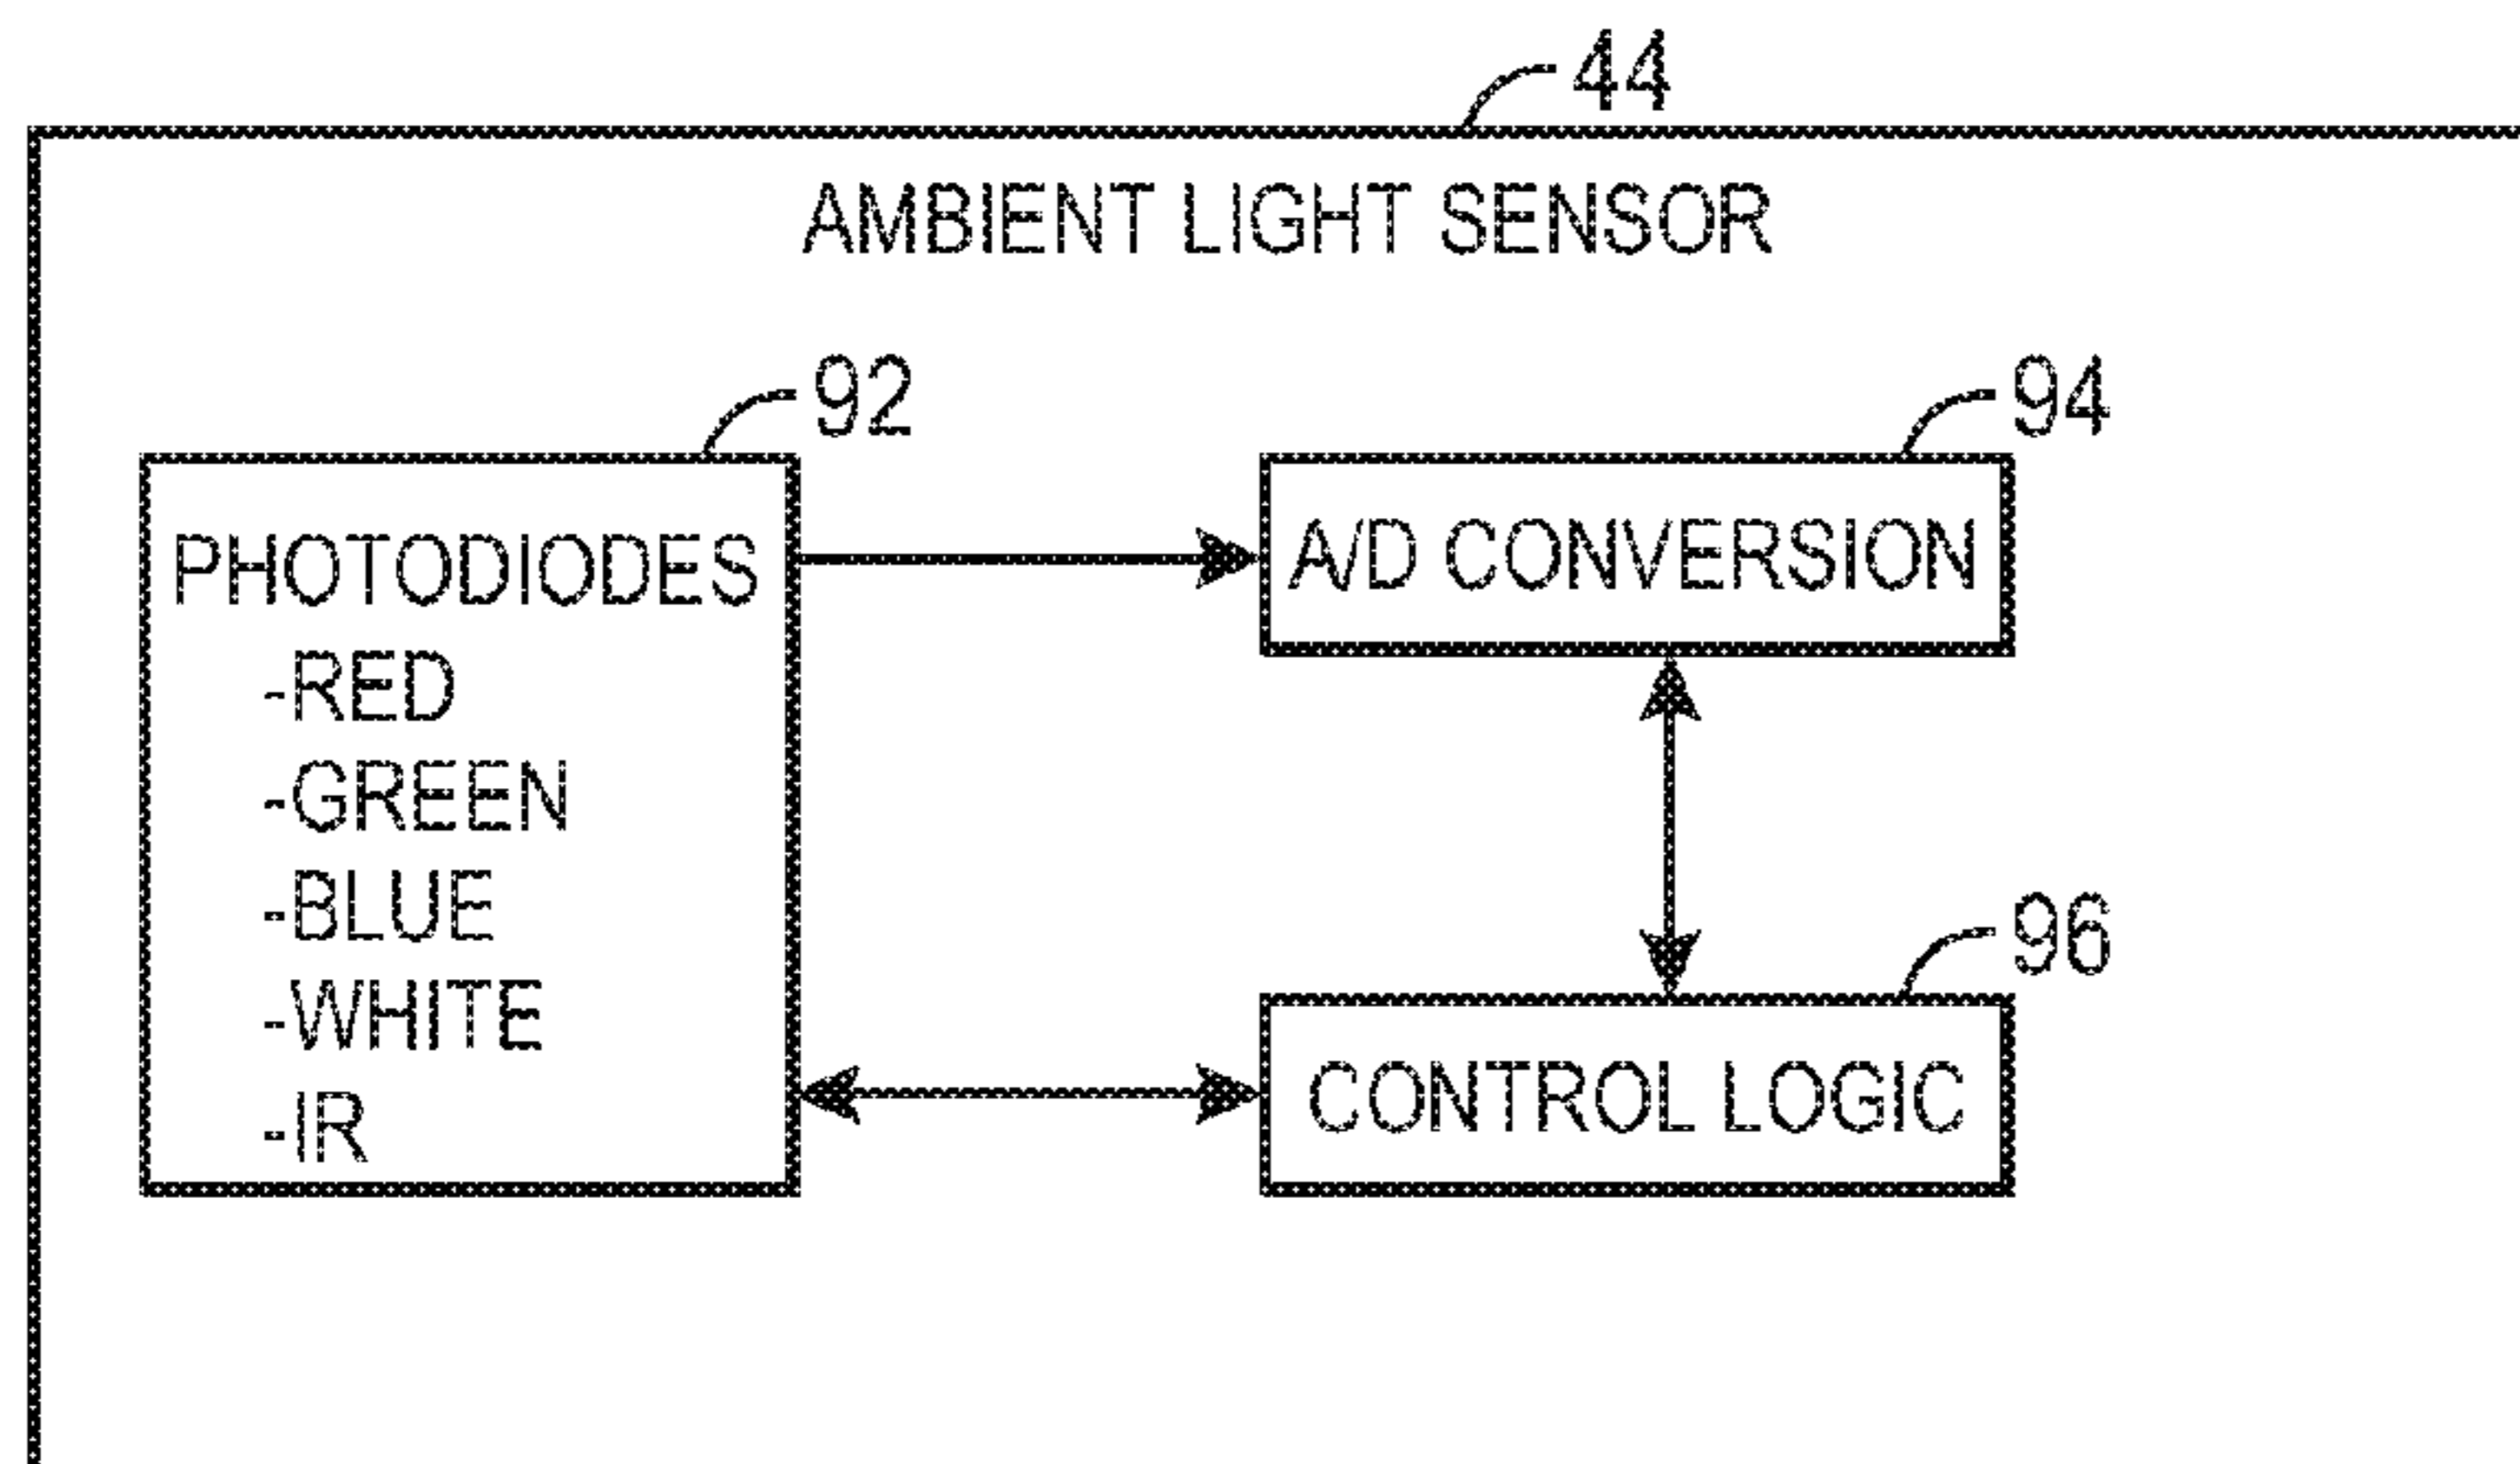 44
AMBIENT LIGHT SENSOR
92
94
PHOTODIODES
-RED
-GREEN
-BLUE
-WHITE
-IR
A/D CONVERSION
96
CONTROL LOGIC